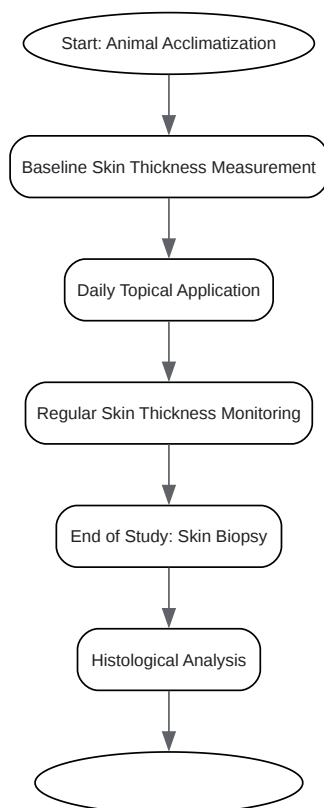 Start: Animal Acclimatization
Baseline Skin Thickness Measurement
Daily Topical Application
Regular Skin Thickness Monitoring
End of Study: Skin Biopsy
Histological Analysis